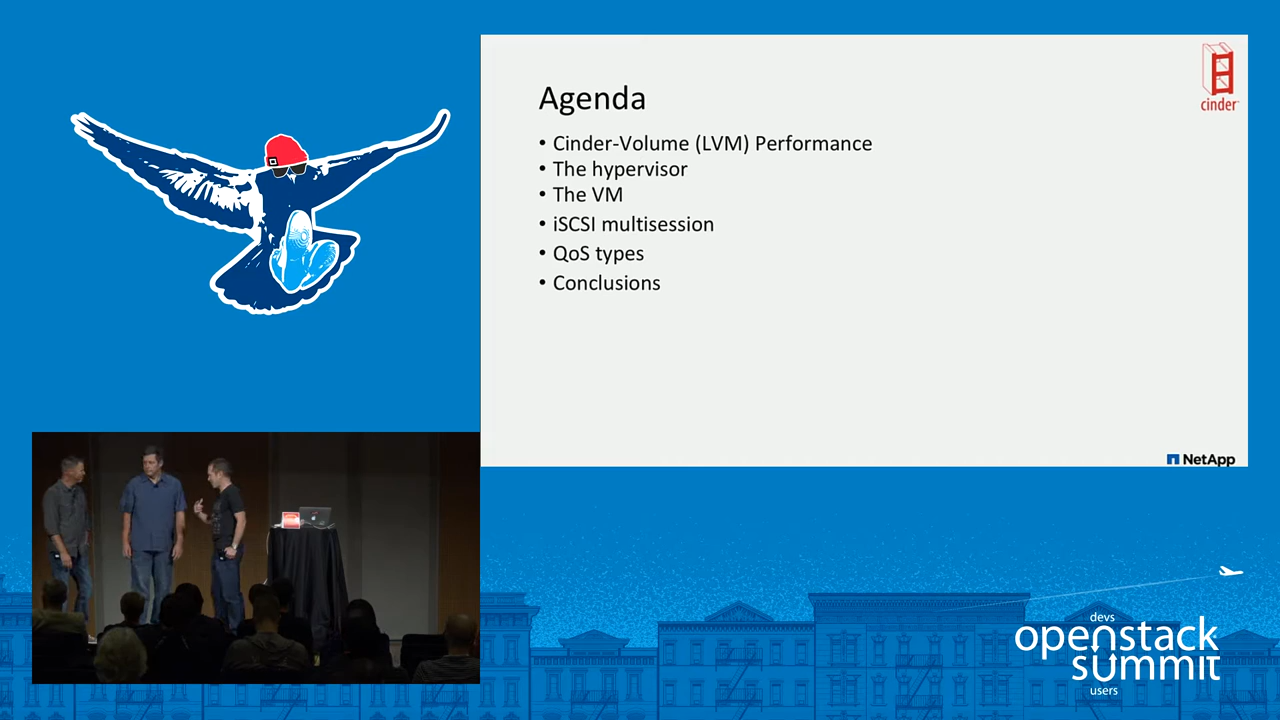 cinder
Agenda
• Cinder-Volume (LVM) Performance
• The hypervisor
• The VM
• iSCSI multisession
• QoS types
• Conclusions
NetApp
devs
openstack
summit
users